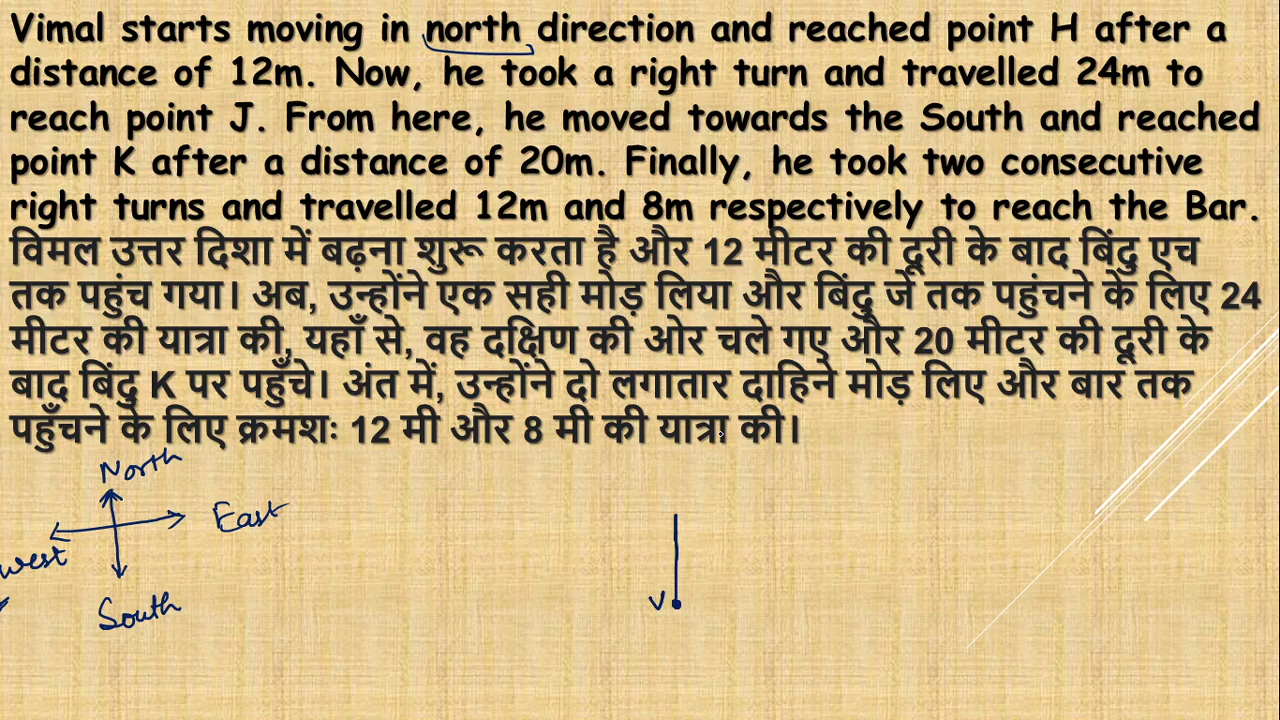 Vimal starts moving in north direction and reached point H after a
distance of 12m. Now, he took a right turn and travelled 24m to
reach point J. From here, he moved towards the South and reached
point K after a distance of 20m. Finally, he took two consecutive
right turns and travelled 12m and 8m respectively to reach the Bar.
विमल उत्तर दिशा में बढ़ना शुरू करता है और 12 मीटर की दूरी के बाद बिंदु एच
तक पहुंच गया। अब, उन्होंने एक सही मोड़ लिया और बिंदु जे तक पहुंचने के लिए 24
मीटर की यात्रा की, यहाँ से, वह दक्षिण की ओर चले गए और 20 मीटर की दूरी के
बाद बिंदु K पर पहुँचे। अंत में, उन्होंने दो लगातार दाहिने मोड़ लिए और बार तक
पहुँचने के लिए क्रमशः 12 मी और 8 मी की यात्रा की।
North
East
west
South
V